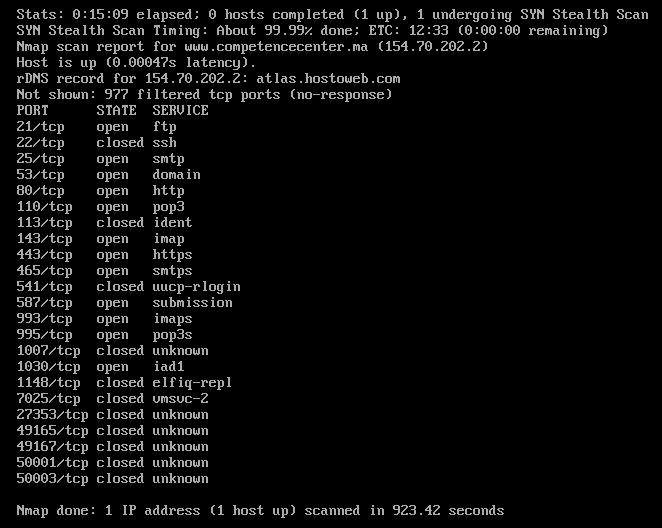 Stats: 0:15:09 elapsed; 0 hosts completed (1 up), 1 undergoing SYN Stealth Scan
SYN Stealth Scan Timing: About 99.99% done; ETC: 12:33 (0:00:00 remaining)
Nmap scan report for www.competencecenter.ma (154.70.202.2)
Host is up (0.00047s latency).
rDNS record for 154.70.202.2: atlas.hostoweb.com
Not shown: 977 filtered tcp ports (no-response)
PORT      STATE  SERVICE
21/tcp    open   ftp
22/tcp    closed ssh
25/tcp    open   smtp
53/tcp    open   domain
80/tcp    open   http
110/tcp   open   pop3
113/tcp   closed ident
143/tcp   open   imap
443/tcp   open   https
465/tcp   open   smtps
541/tcp   closed uucp-rlogin
587/tcp   open   submission
993/tcp   open   imaps
995/tcp   open   pop3s
1007/tcp  closed unknown
1030/tcp  open   iad1
1148/tcp  closed elfiq-repl
7025/tcp  closed vmsvc-2
27353/tcp closed unknown
49165/tcp closed unknown
49167/tcp closed unknown
50001/tcp closed unknown
50003/tcp closed unknown
Nmap done: 1 IP address (1 host up) scanned in 923.42 seconds